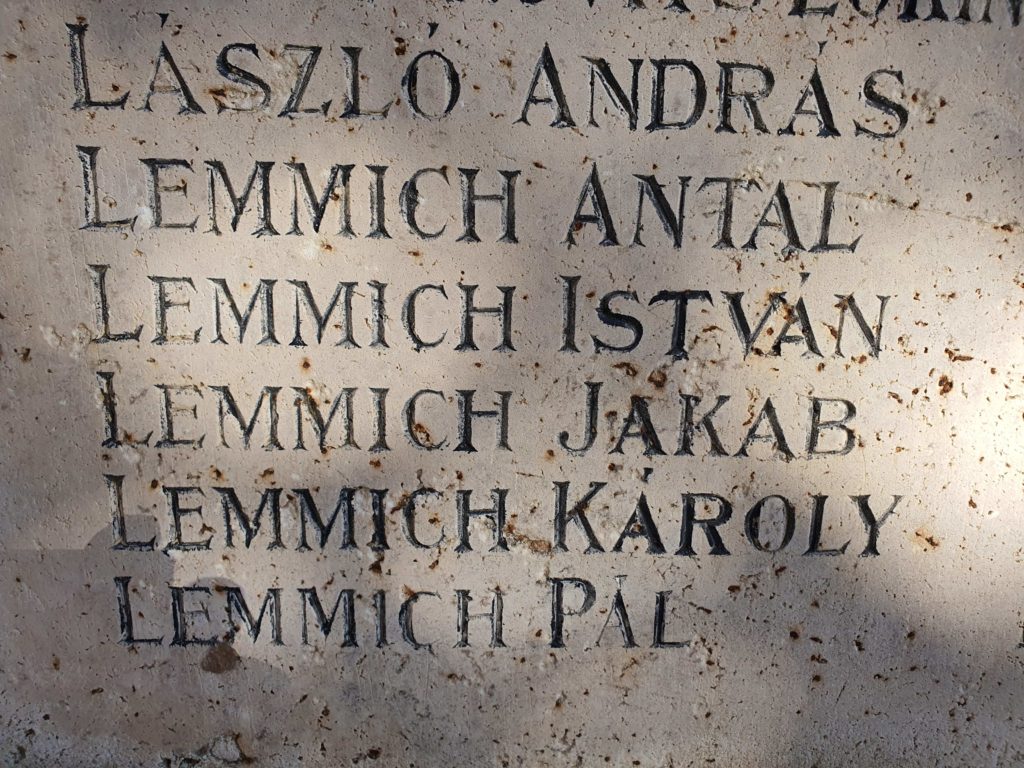 LÁSZLÓ ANDRÁS
LEMMICH ANTAL
LEMMICH ISTVÁN
LEMMICH JAKAB
LEMMICH KÁROLY
LEMMICH PÁL